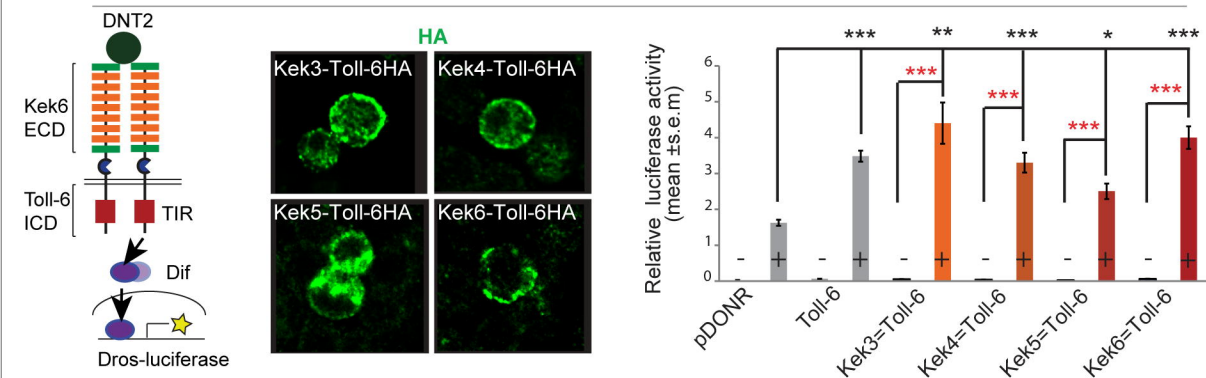 DNT2
Kek6
ECD
Toll-6
ICD
TIR
Dif
Dros-luciferase
HA
Kek3-Toll-6HA
Kek4-Toll-6HA
Kek5-Toll-6HA
Kek6-Toll-6HA
Relative luciferase activity
(mean ±s.e.m)
6
5
4
3
2
1
0
*** ** *** * ***
***
***
***
***
- + - + - + - + - + - +
pDONR
Toll-6
Kek3=Toll-6
Kek4=Toll-6
Kek5=Toll-6
Kek6=Toll-6